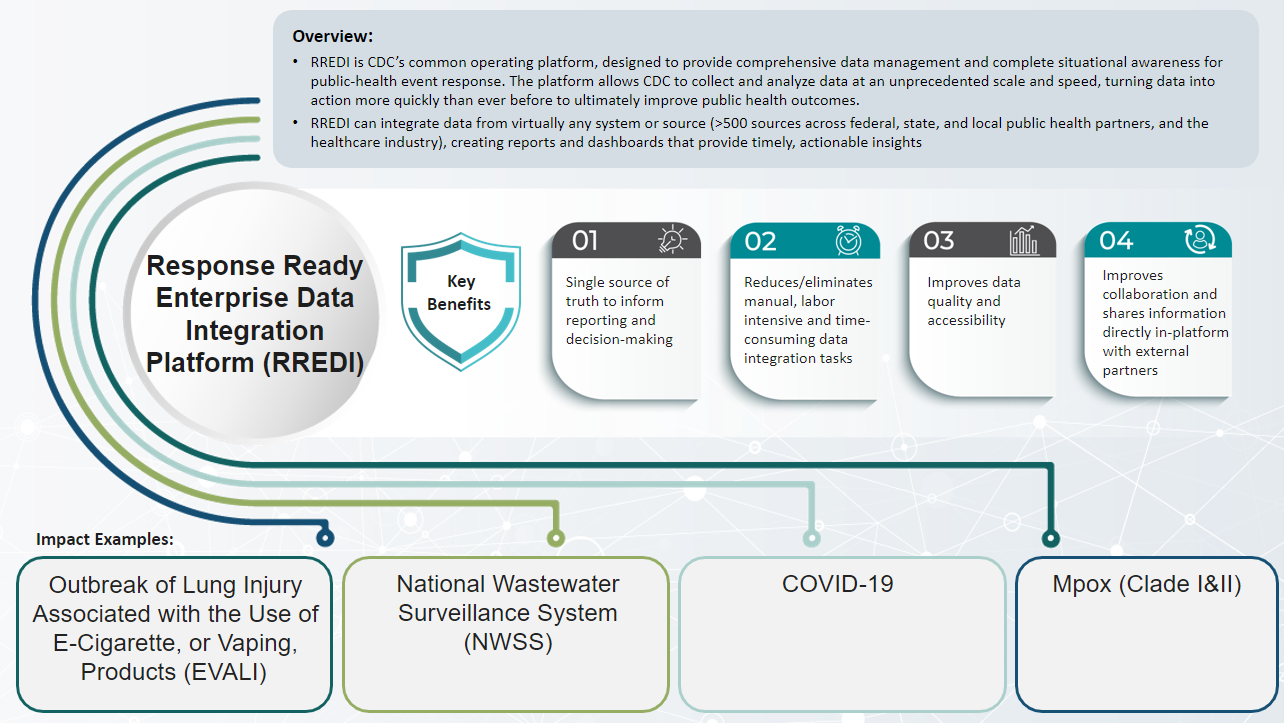 Overview:
• RREDI is CDC’s common operating platform, designed to provide comprehensive data management and complete situational awareness for
public-health event response. The platform allows CDC to collect and analyze data at an unprecedented scale and speed, turning data into
action more quickly than ever before to ultimately improve public health outcomes.
• RREDI can integrate data from virtually any system or source (>500 sources across federal, state, and local public health partners, and the
healthcare industry), creating reports and dashboards that provide timely, actionable insights
Response Ready
Enterprise Data
Integration
Platform (RREDI)
Key
Benefits
01
Single source of
truth to inform
reporting and
decision-making
02
Reduces/eliminates
manual, labor
intensive and time-
consuming data
integration tasks
03
Improves data
quality and
accessibility
04
Improves
collaboration and
shares information
directly in-platform
with external
partners
Impact Examples:
Outbreak of Lung Injury
Associated with the Use of
E-Cigarette, or Vaping,
Products (EVALI)
National Wastewater
Surveillance System
(NWSS)
COVID-19
Mpox (Clade I&II)